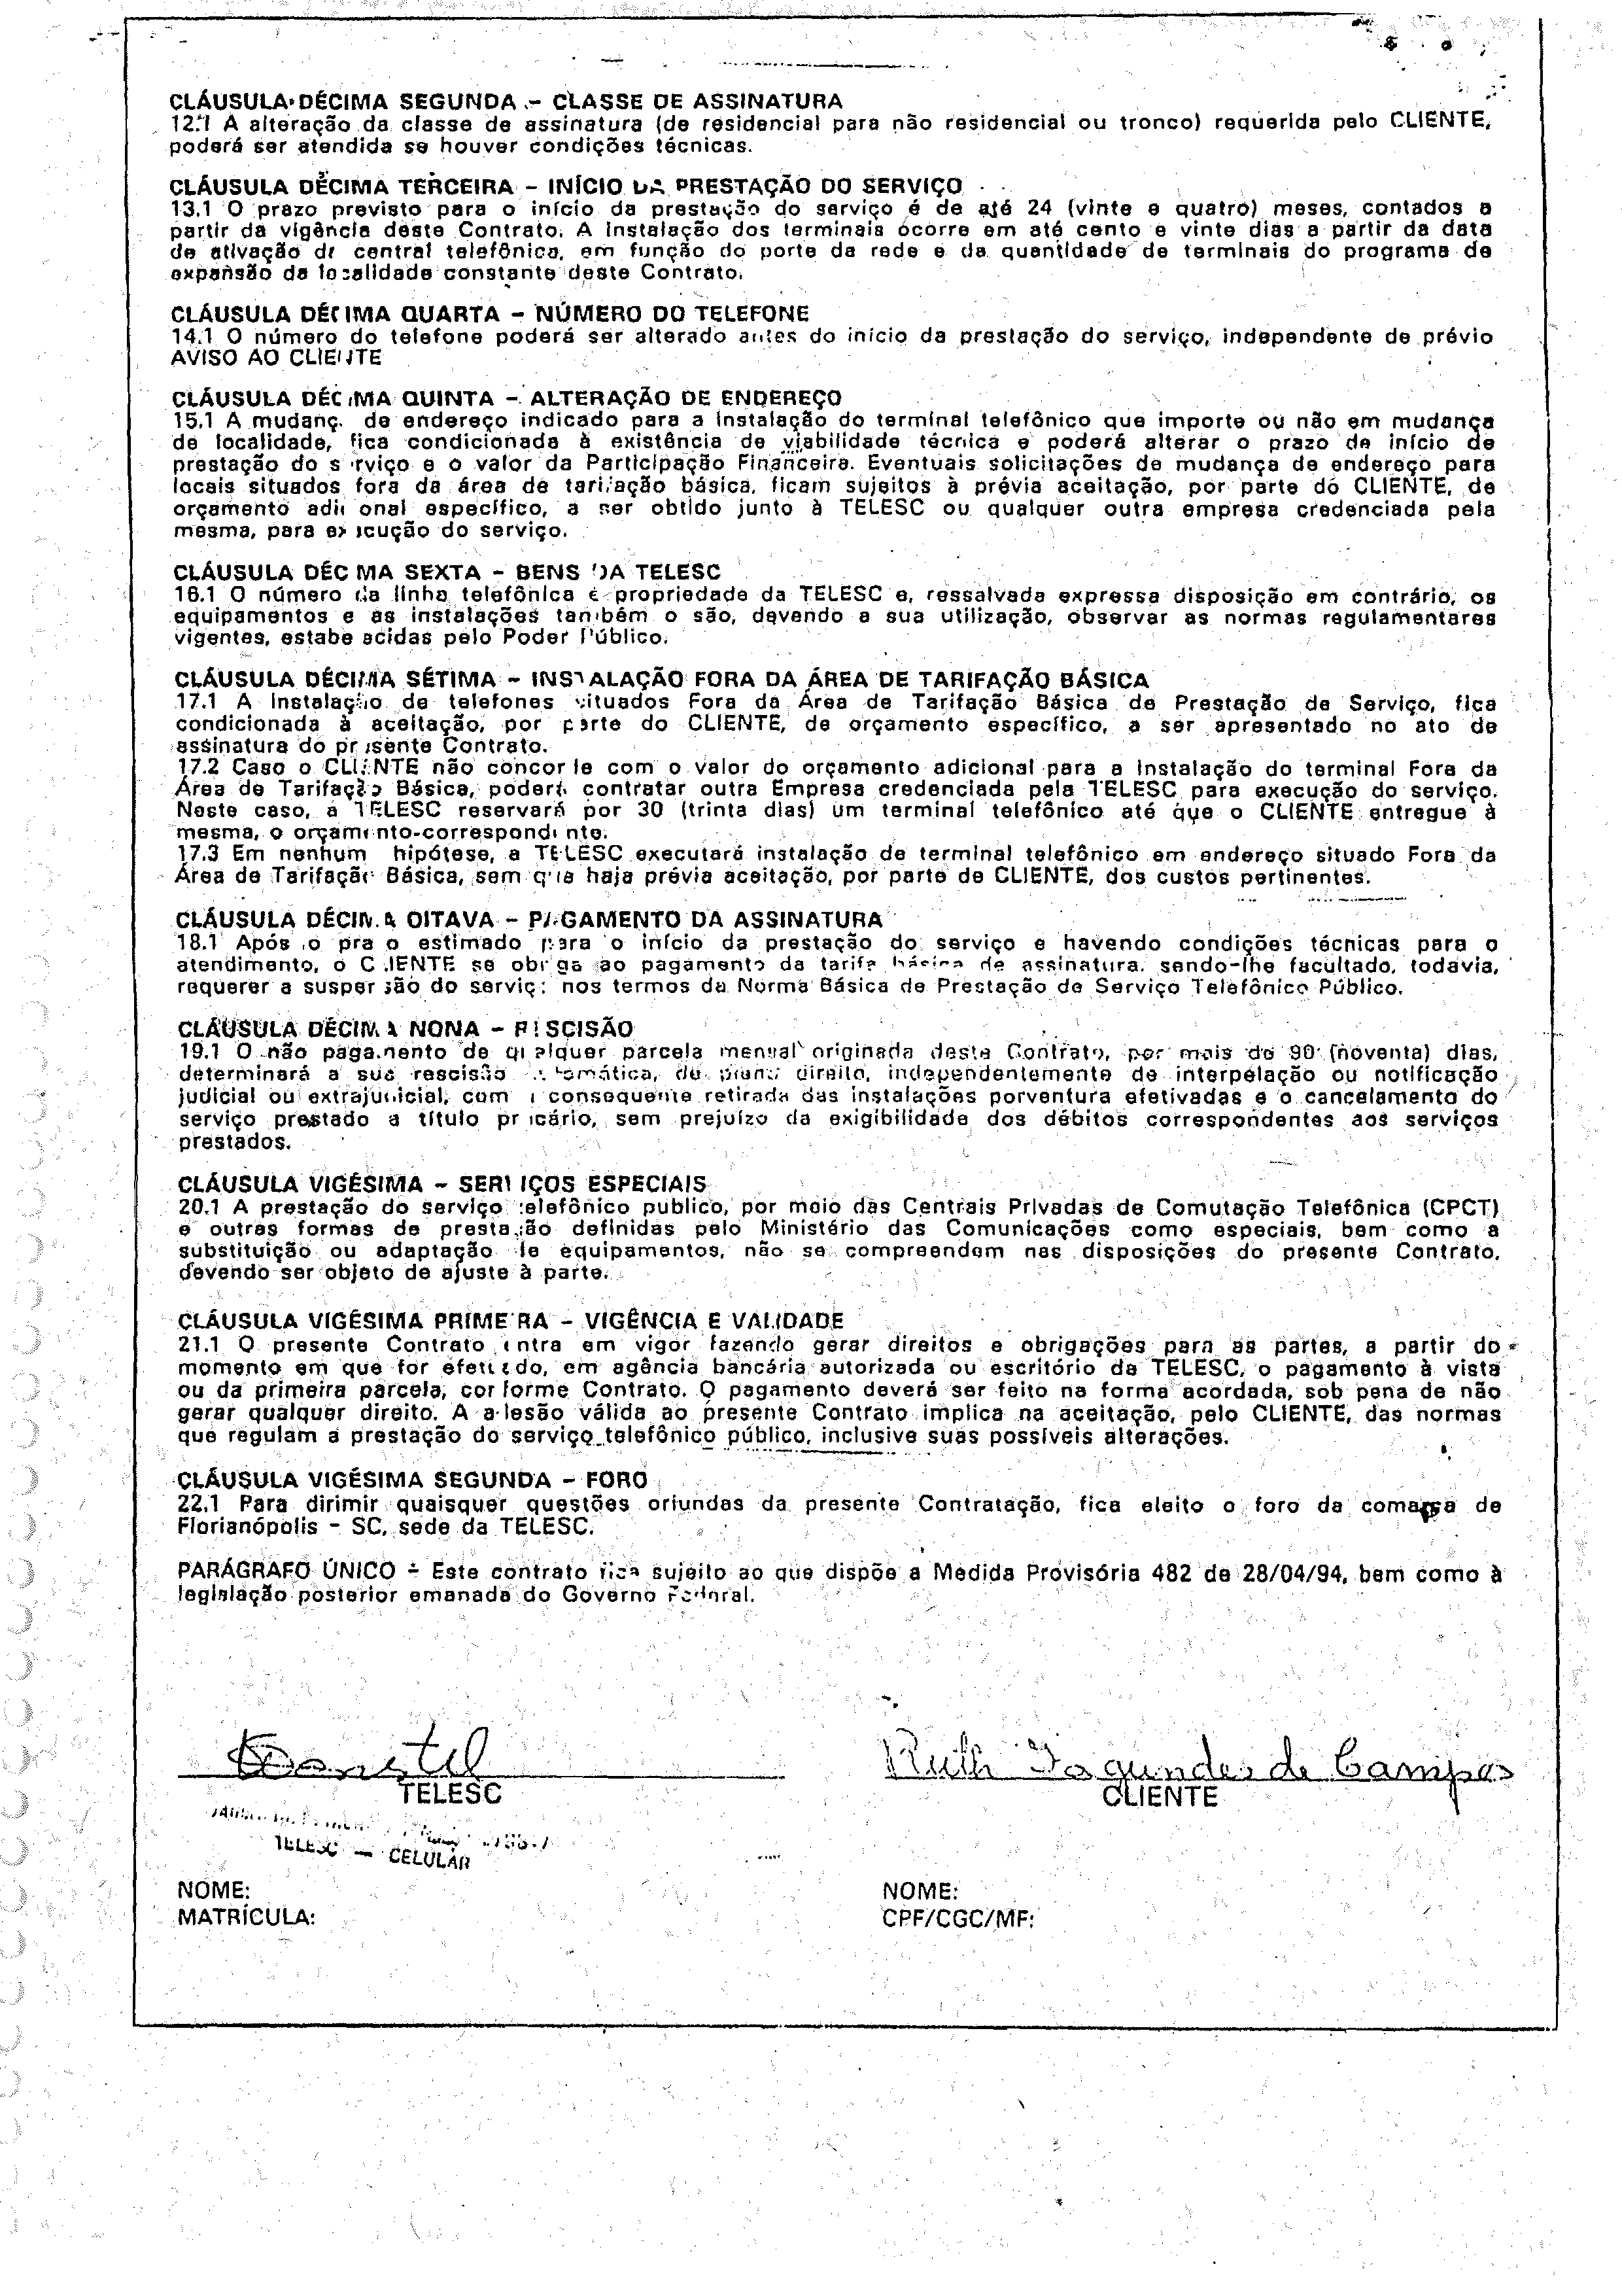 CLÁUSULA DÉCIMA SEGUNDA - CLASSE DE ASSINATURA
12.1 A alteração da classe de assinatura (de residencial para não residencial ou tronco) requerida pelo CLIENTE,
poderá ser atendida se houver condições técnicas.
CLÁUSULA DÉCIMA TERCEIRA - INÍCIO DA PRESTAÇÃO DO SERVIÇO
13.1 O prazo previsto para o início da prestação do serviço é de até 24 (vinte e quatro) meses, contados a
partir da vigência deste Contrato. A instalação dos terminais ocorre em até cento e vinte dias a partir da data
de ativação da central telefônica, em função do porte da rede e da quantidade de terminais do programa de
expansão da localidade constante deste Contrato.
CLÁUSULA DÉCIMA QUARTA - NÚMERO DO TELEFONE
14.1 O número do telefone poderá ser alterado antes do início da prestação do serviço, independente de prévio
AVISO AO CLIENTE
CLÁUSULA DÉCIMA QUINTA - ALTERAÇÃO DE ENDEREÇO
15.1 A mudança de endereço indicado para a instalação do terminal telefônico que importe ou não em mudança
de localidade, fica condicionada à existência de viabilidade técnica e poderá alterar o prazo de início de
prestação do serviço e o valor da Participação Financeira. Eventuais solicitações de mudança de endereço para
locais situados fora da área de tarifação básica, ficam sujeitos à prévia aceitação, por parte do CLIENTE, de
orçamento adicional específico, a ser obtido junto à TELESC ou qualquer outra empresa credenciada pela
mesma, para execução do serviço.
CLÁUSULA DÉCIMA SEXTA - BENS DA TELESC
16.1 O número da linha telefônica é propriedade da TELESC e, ressalvada expressa disposição em contrário, os
equipamentos e as instalações também o são, devendo a sua utilização, observar as normas regulamentares
vigentes, estabelecidas pelo Poder Público.
CLÁUSULA DÉCIMA SÉTIMA - INSTALAÇÃO FORA DA ÁREA DE TARIFAÇÃO BÁSICA
17.1 A instalação de telefones situados Fora da Área de Tarifação Básica de Prestação de Serviço, fica
condicionada à aceitação, por parte do CLIENTE, de orçamento específico, a ser apresentado no ato de
assinatura do presente Contrato.
17.2 Caso o CLIENTE não concorde com o valor do orçamento adicional para a instalação do terminal Fora da
Área de Tarifação Básica, poderá contratar outra Empresa credenciada pela TELESC para execução do serviço.
Neste caso, a TELESC reservará por 30 (trinta dias) um terminal telefônico até que o CLIENTE entregue à
mesma, o orçamento correspondente.
17.3 Em nenhum hipótese, a TELESC executará instalação de terminal telefônico em endereço situado Fora da
Área de Tarifação Básica, sem que haja prévia aceitação, por parte de CLIENTE, dos custos pertinentes.
CLÁUSULA DÉCIMA OITAVA - PAGAMENTO DA ASSINATURA
18.1 Após o prazo estimado para o início da prestação do serviço e havendo condições técnicas para o
atendimento, o CLIENTE se obriga ao pagamento da tarifa básica de assinatura, sendo-lhe facultado, todavia,
requerer a suspensão do serviço nos termos da Norma Básica de Prestação de Serviço Telefônico Público.
CLÁUSULA DÉCIMA NONA - RESCISÃO
19.1 O não pagamento de qualquer parcela mensal originada deste Contrato, por mais de 90 (noventa) dias,
determinará a sua rescisão automática, de pleno direito, independentemente de interpelação ou notificação
judicial ou extrajudicial, com a consequente retirada das instalações porventura efetivadas e o cancelamento do
serviço prestado a título precário, sem prejuízo da exigibilidade dos débitos correspondentes aos serviços
prestados.
CLÁUSULA VIGÉSIMA - SERVIÇOS ESPECIAIS
20.1 A prestação do serviço telefônico publico, por meio das Centrais Privadas de Comutação Telefônica (CPCT)
e outras formas de prestação definidas pelo Ministério das Comunicações como especiais, bem como a
substituição ou adaptação de equipamentos, não se compreendem nas disposições do presente Contrato,
devendo ser objeto de ajuste à parte.
CLÁUSULA VIGÉSIMA PRIMEIRA - VIGÊNCIA E VALIDADE
21.1 O presente Contrato entra em vigor fazendo gerar direitos e obrigações para as partes, a partir do
momento em que for efetuado, em agência bancária autorizada ou escritório da TELESC, o pagamento à vista
ou da primeira parcela, conforme Contrato. O pagamento deverá ser feito na forma acordada, sob pena de não
gerar qualquer direito. A adesão válida ao presente Contrato implica na aceitação, pelo CLIENTE, das normas
que regulam a prestação do serviço telefônico público, inclusive suas possíveis alterações.
CLÁUSULA VIGÉSIMA SEGUNDA - FORO
22.1 Para dirimir quaisquer questões oriundas da presente Contratação, fica eleito o foro da comarca de
Florianópolis - SC, sede da TELESC.
PARÁGRAFO ÚNICO - Este contrato fica sujeito ao que dispõe a Medida Provisória 482 de 28/04/94, bem como à
legislação posterior emanada do Governo Federal.
Ruth Fagundes de Campos
TELESC
CLIENTE
TELESC - CELULAR
NOME:
MATRÍCULA:
NOME:
CPF/CGC/MF: